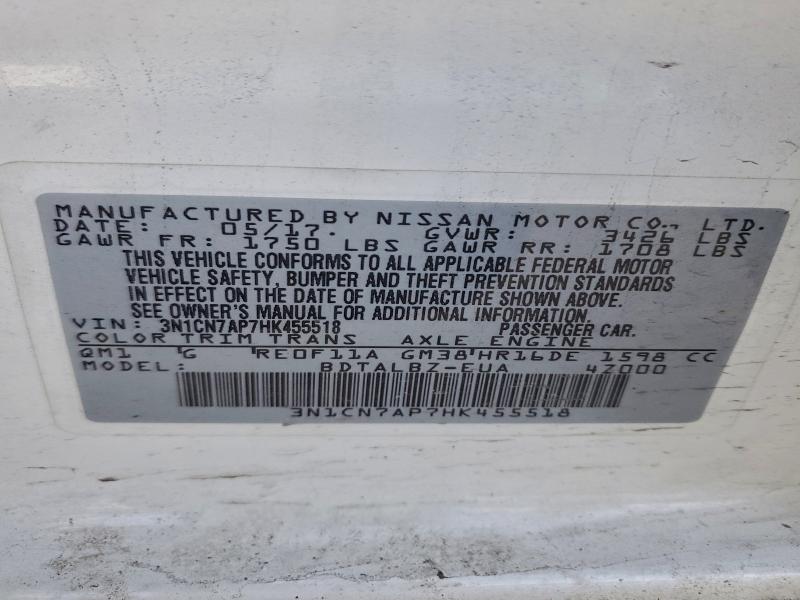 MANUFACTURED BY NISSAN MOTOR CO., LTD.
DATE: 05/17. GVWR: 3426 LBS
GAWR FR: 1750 LBS GAWR RR: 1708 LBS
THIS VEHICLE CONFORMS TO ALL APPLICABLE FEDERAL MOTOR
VEHICLE SAFETY, BUMPER AND THEFT PREVENTION STANDARDS
IN EFFECT ON THE DATE OF MANUFACTURE SHOWN ABOVE.
SEE OWNER'S MANUAL FOR ADDITIONAL INFORMATION.
VIN: 3N1CN7AP7HK455518 PASSENGER CAR.
COLOR TRIM TRANS AXLE ENGINE
QM1 G RE0F11A GM38 HR16DE 1598 CC
MODEL: BDTALBZ-EUA 4Z000
3N1CN7AP7HK455518